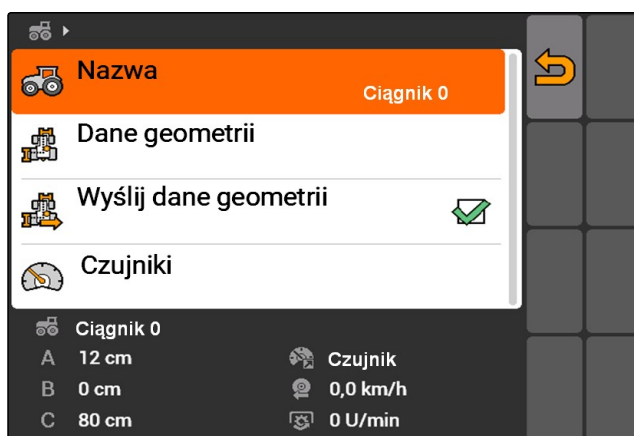 Nazwa
Ciągnik 0
Dane geometrii
Wyślij dane geometrii
Czujniki
Ciągnik 0
A 12 cm
Czujnik
B 0 cm
0,0 km/h
C 80 cm
0 U/min